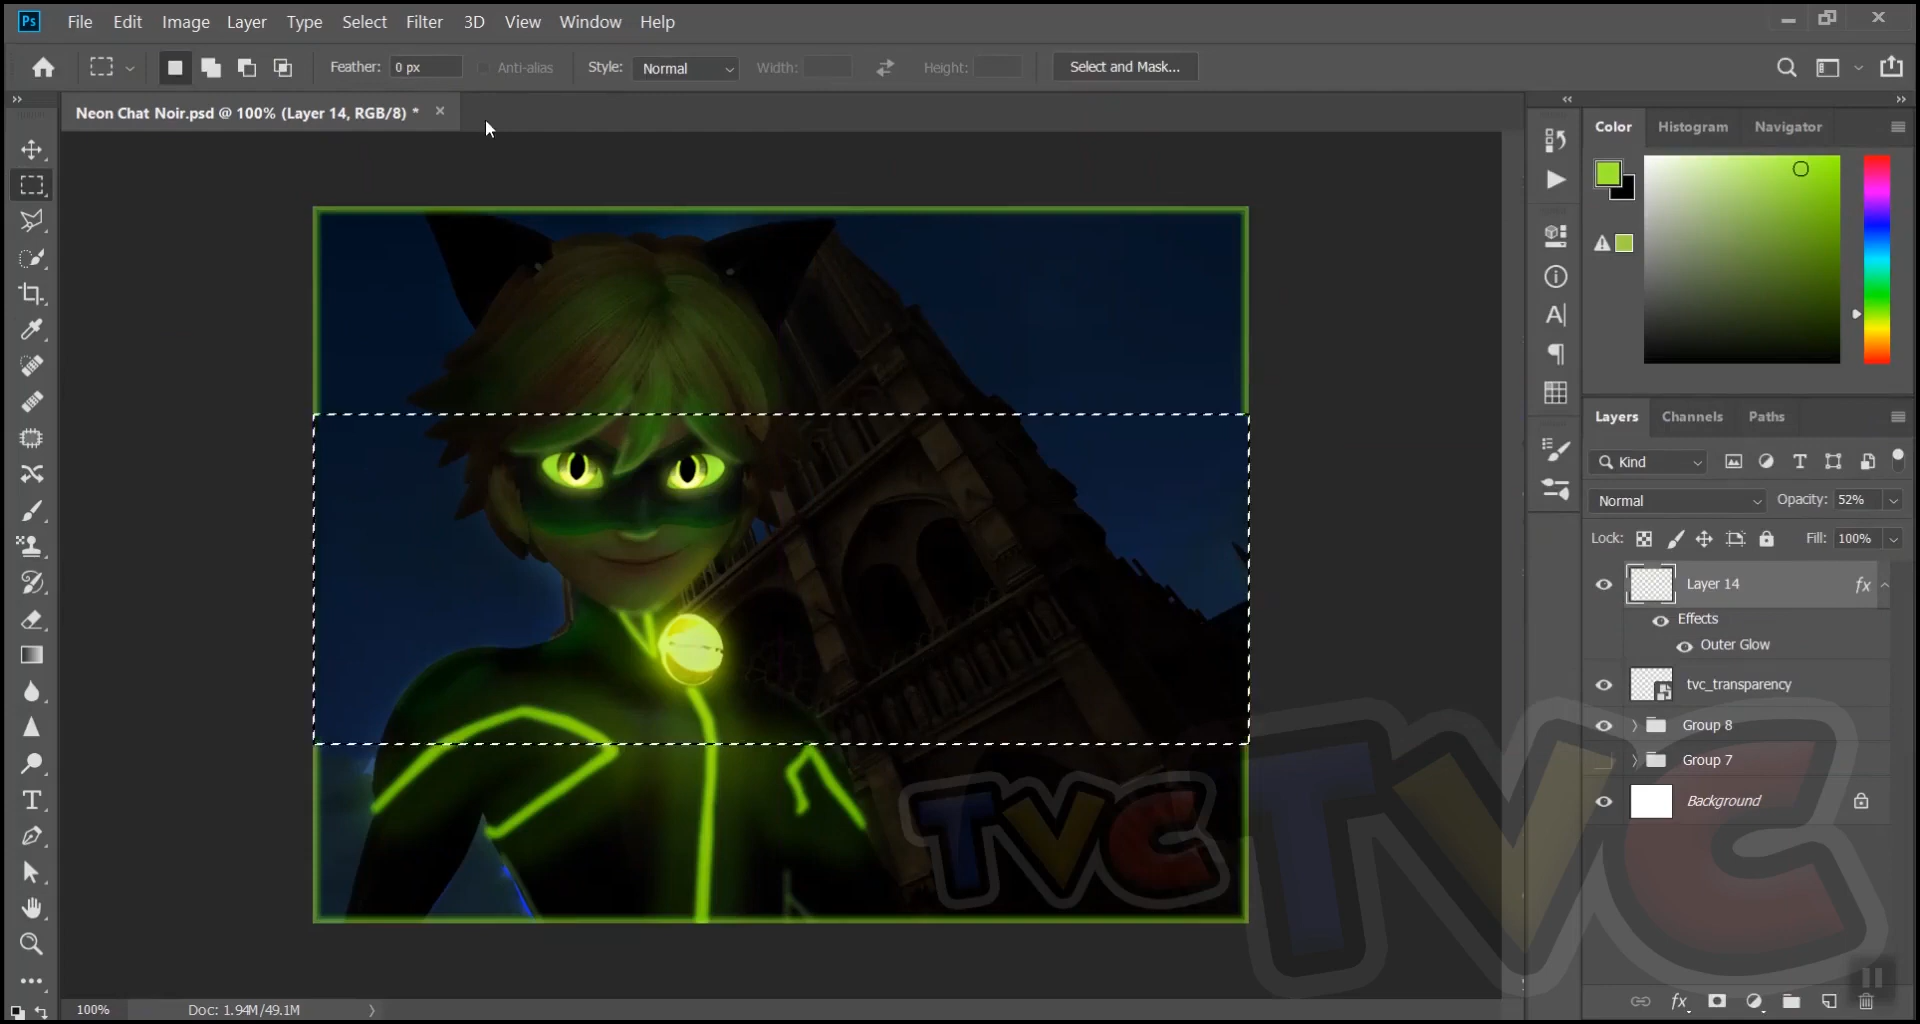 Ps File Edit Image Layer Type Select Filter 3D View Window Help
Feather: 0 px Anti-alias Style: Normal Width: Height: Select and Mask...
Neon Chat Noir.psd @ 100% (Layer 14, RGB/8) * ×
Color Histogram Navigator
Layers Channels Paths
Kind
Normal Opacity: 52%
Lock: Fill: 100%
Layer 14 fx
Effects
Outer Glow
tvc_transparency
Group 8
Group 7
Background
TVC
TVC
100% Doc: 1.94M/49.1M
fx